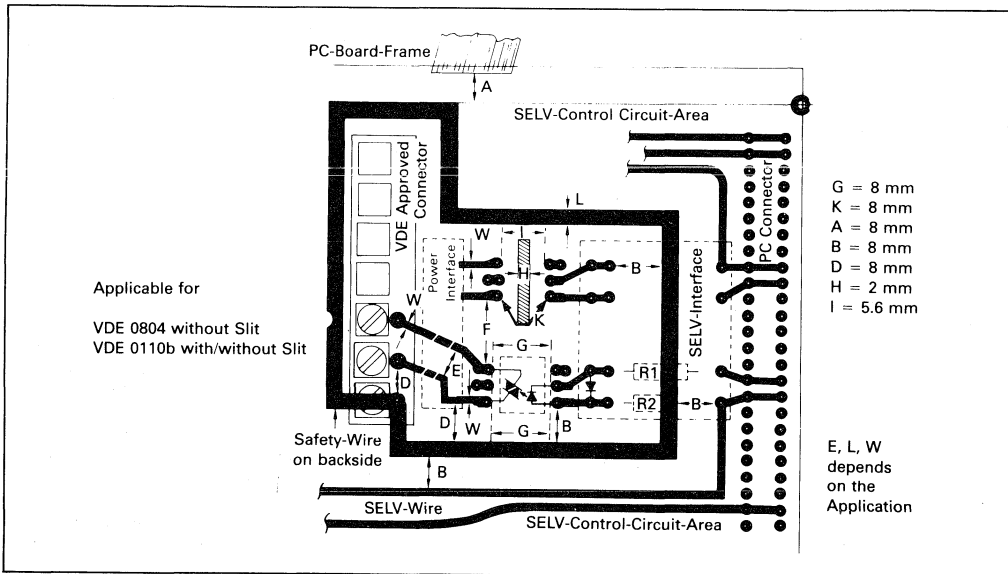 PC-Board-Frame
A
SELV-Control Circuit-Area
VDE Approved
Connector
L
W
I
H
Power
Interface
B
SELV-Interface
PC Connector
G = 8 mm
K = 8 mm
A = 8 mm
B = 8 mm
D = 8 mm
H = 2 mm
I = 5.6 mm
Applicable for
VDE 0804 without Slit
VDE 0110b with/without Slit
W
F
K
G
E
D
R1
R2
B
D
W
G
B
Safety-Wire
on backside
B
E, L, W
depends
on the
Application
SELV-Wire
SELV-Control-Circuit-Area